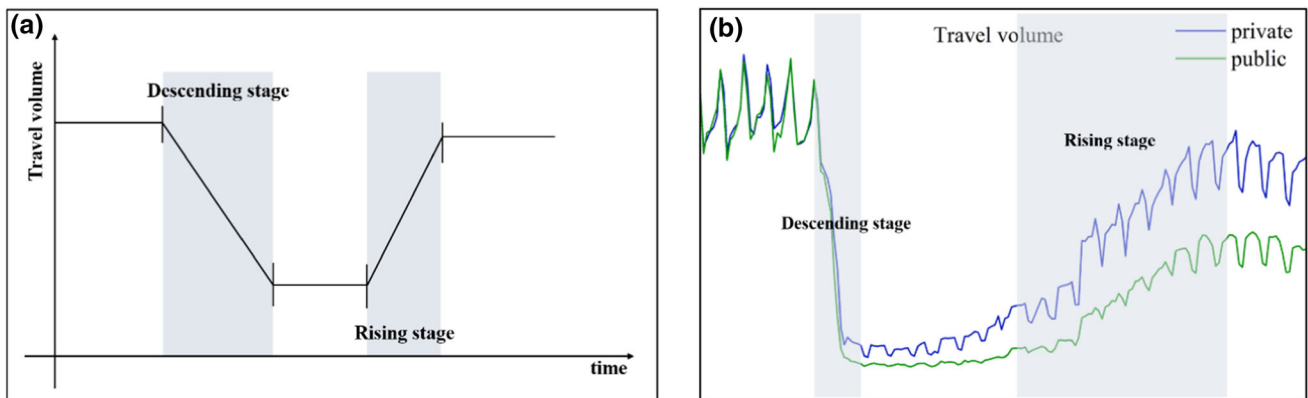 (a)
Travel volume
Descending stage
Rising stage
time
(b)
Travel volume
private
public
Rising stage
Descending stage